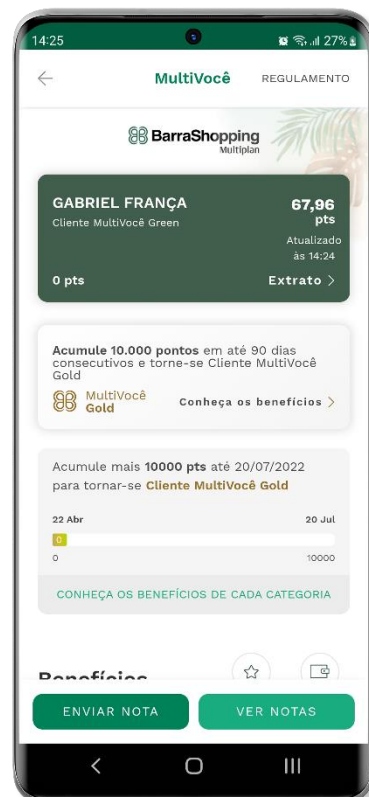 14:25
27%
MultiVocê
REGULAMENTO
BarraShopping
Multiplan
GABRIEL FRANÇA
67,96
pts
Cliente MultiVocê Green
Atualizado
às 14:24
0 pts
Extrato >
Acumule 10.000 pontos em até 90 dias
consecutivos e torne-se Cliente MultiVocê
Gold
MultiVocê
Gold
Conheça os benefícios >
Acumule mais 10000 pts até 20/07/2022
para tornar-se Cliente MultiVocê Gold
22 Abr
20 Jul
0
0
10000
CONHEÇA OS BENEFÍCIOS DE CADA CATEGORIA
Benefícios
ENVIAR NOTA
VER NOTAS